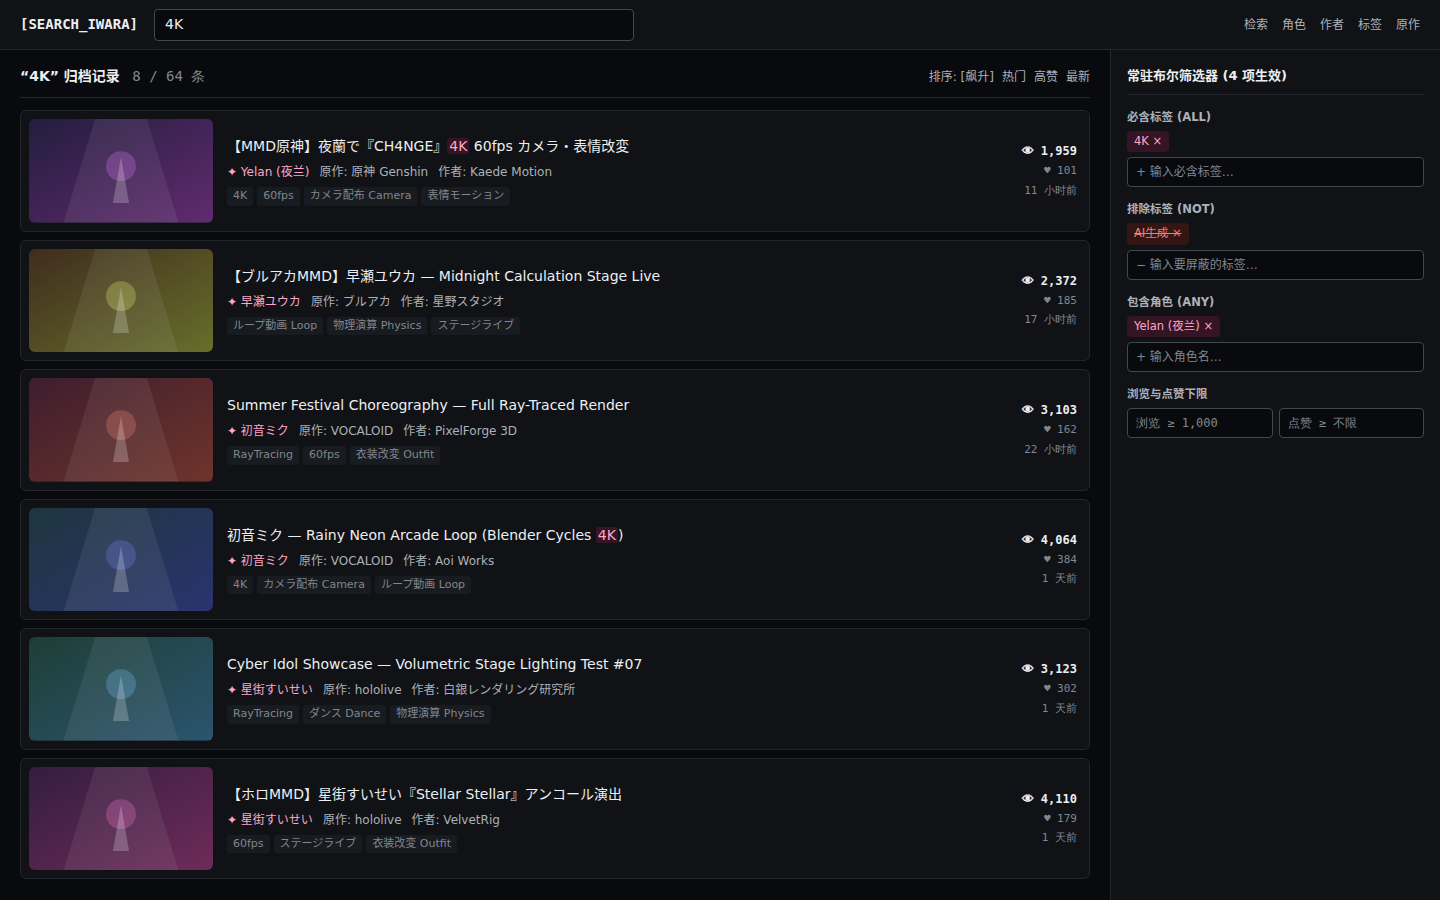 [SEARCH_IWARA]
4K
检索 角色 作者 标签 原作
“4K” 归档记录 8 / 64 条
排序: [飙升] 热门 高赞 最新
【MMD原神】夜蘭で『CH4NGE』4K 60fps カメラ・表情改変
✦ Yelan (夜兰) 原作: 原神 Genshin 作者: Kaede Motion
4K 60fps カメラ配布 Camera 表情モーション
👁 1,959
♥ 101
11 小时前
【ブルアカMMD】早瀬ユウカ — Midnight Calculation Stage Live
✦ 早瀬ユウカ 原作: ブルアカ 作者: 星野スタジオ
ループ動画 Loop 物理演算 Physics ステージライブ
👁 2,372
♥ 185
17 小时前
Summer Festival Choreography — Full Ray-Traced Render
✦ 初音ミク 原作: VOCALOID 作者: PixelForge 3D
RayTracing 60fps 衣装改変 Outfit
👁 3,103
♥ 162
22 小时前
初音ミク — Rainy Neon Arcade Loop (Blender Cycles 4K)
✦ 初音ミク 原作: VOCALOID 作者: Aoi Works
4K カメラ配布 Camera ループ動画 Loop
👁 4,064
♥ 384
1 天前
Cyber Idol Showcase — Volumetric Stage Lighting Test #07
✦ 星街すいせい 原作: hololive 作者: 白銀レンダリング研究所
RayTracing ダンス Dance 物理演算 Physics
👁 3,123
♥ 302
1 天前
【ホロMMD】星街すいせい『Stellar Stellar』アンコール演出
✦ 星街すいせい 原作: hololive 作者: VelvetRig
60fps ステージライブ 衣装改変 Outfit
👁 4,110
♥ 179
1 天前
常驻布尔筛选器 (4 项生效)
必含标签 (ALL)
4K ×
+ 输入必含标签…
排除标签 (NOT)
AI生成 ×
− 输入要屏蔽的标签…
包含角色 (ANY)
Yelan (夜兰) ×
+ 输入角色名…
浏览与点赞下限
浏览 ≥ 1,000 点赞 ≥ 不限